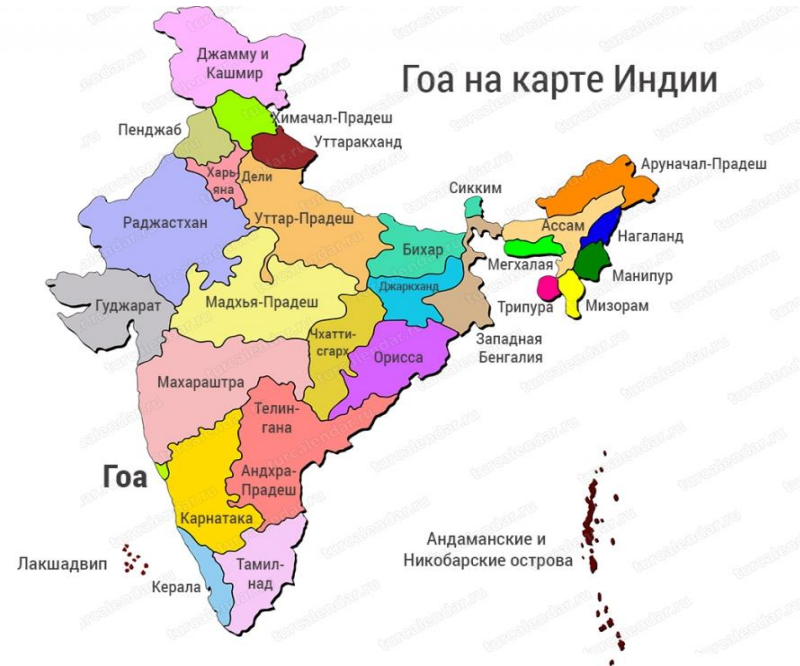 Джамму и
Кашмир
Гоа на карте Индии
Химачал-Прадеш
Пенджаб
Уттаракханд
Харь-
яна
Дели
Аруначал-Прадеш
Сикким
Раджастхан
Уттар-Прадеш
Ассам
Нагаланд
Бихар
Мегхалая
Манипур
Джаркханд
Гуджарат
Мадхья-Прадеш
Трипура
Мизорам
Чхатти-
сгарх
Западная
Бенгалия
Орисса
Махараштра
Телин-
гана
Гоа
Андхра-
Прадеш
Карнатака
Андаманские и
Никобарские острова
Лакшадвип
Керала
Тамил-
над
turcalendar.ru